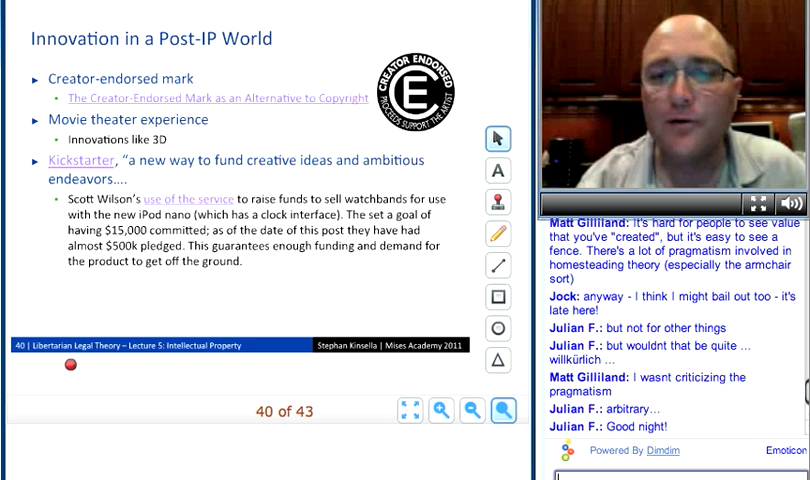 Innovation in a Post-IP World
Creator-endorsed mark
The Creator-Endorsed Mark as an Alternative to Copyright
CREATOR ENDORSED
E
PROCEEDS SUPPORT THE ARTIST
Movie theater experience
Innovations like 3D
Kickstarter, “a new way to fund creative ideas and ambitious
endeavors....
Scott Wilson’s use of the service to raise funds to sell watchbands for use
with the new iPod nano (which has a clock interface). The set a goal of
having $15,000 committed; as of the date of this post they have had
almost $500k pledged. This guarantees enough funding and demand for
the product to get off the ground.
40 | Libertarian Legal Theory – Lecture 5: Intellectual Property
Stephan Kinsella | Mises Academy 2011
40 of 43
A
Matt Gilliland: It's hard for people to see value
that you've "created", but it's easy to see a
fence. There's a lot of pragmatism involved in
homesteading theory (especially the armchair
sort)
Jock: anyway - I think I might bail out too - it's
late here!
Julian F.: but not for other things
Julian F.: but wouldnt that be quite ...
willkürlich ...
Matt Gilliland: I wasnt criticizing the
pragmatism
Julian F.: arbitrary...
Julian F.: Good night!
Powered By Dimdim
Emoticon